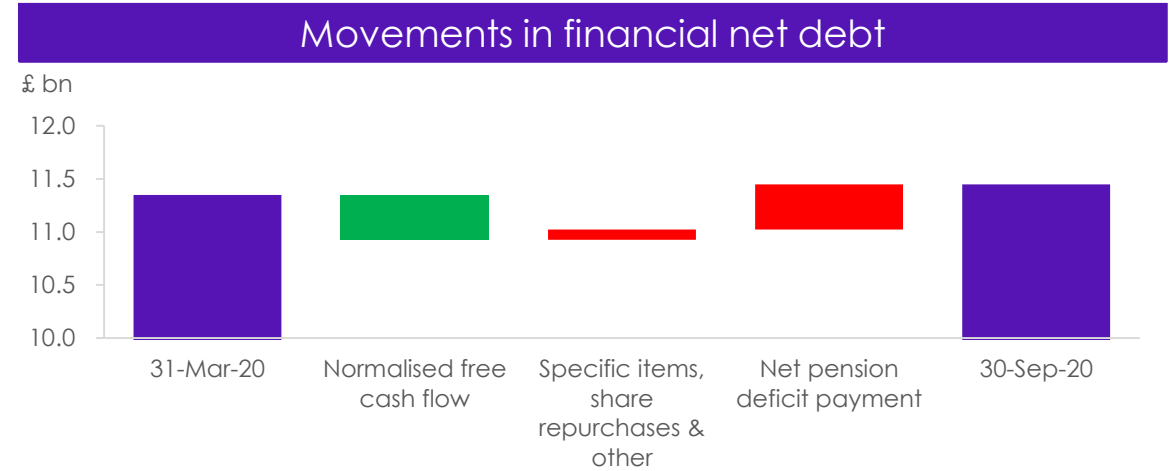 Movements in financial net debt
£ bn
12.0
11.5
11.0
10.5
10.0
31-Mar-20
Normalised free
cash flow
Specific items,
share
repurchases &
other
Net pension
deficit payment
30-Sep-20